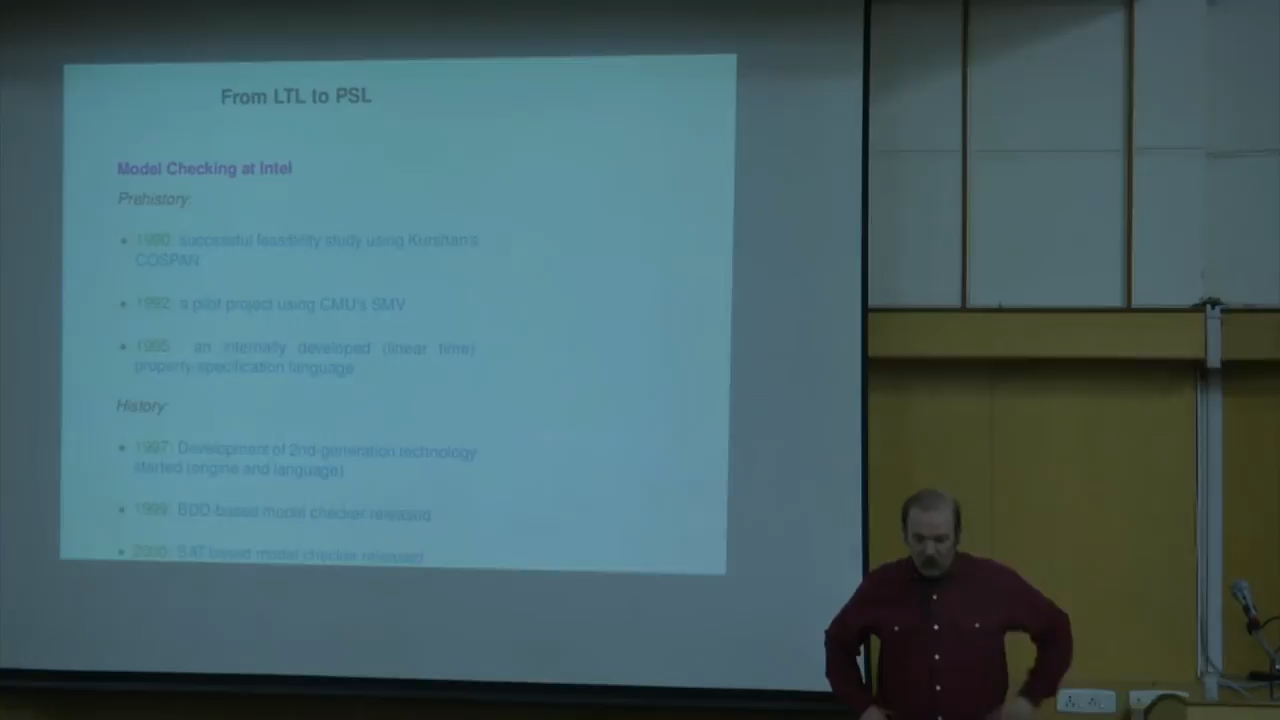 From LTL to PSL
Model Checking at Intel
Prehistory:
• 1990: successful feasibility study using Kurshan's
COSPAN
• 1992: a pilot project using CMU's SMV
• 1995: an internally developed (linear time)
property-specification language
History:
• 1997: Development of 2nd-generation technology
started (engine and language)
• 1999: BDD-based model checker released
• 2000: SAT-based model checker released